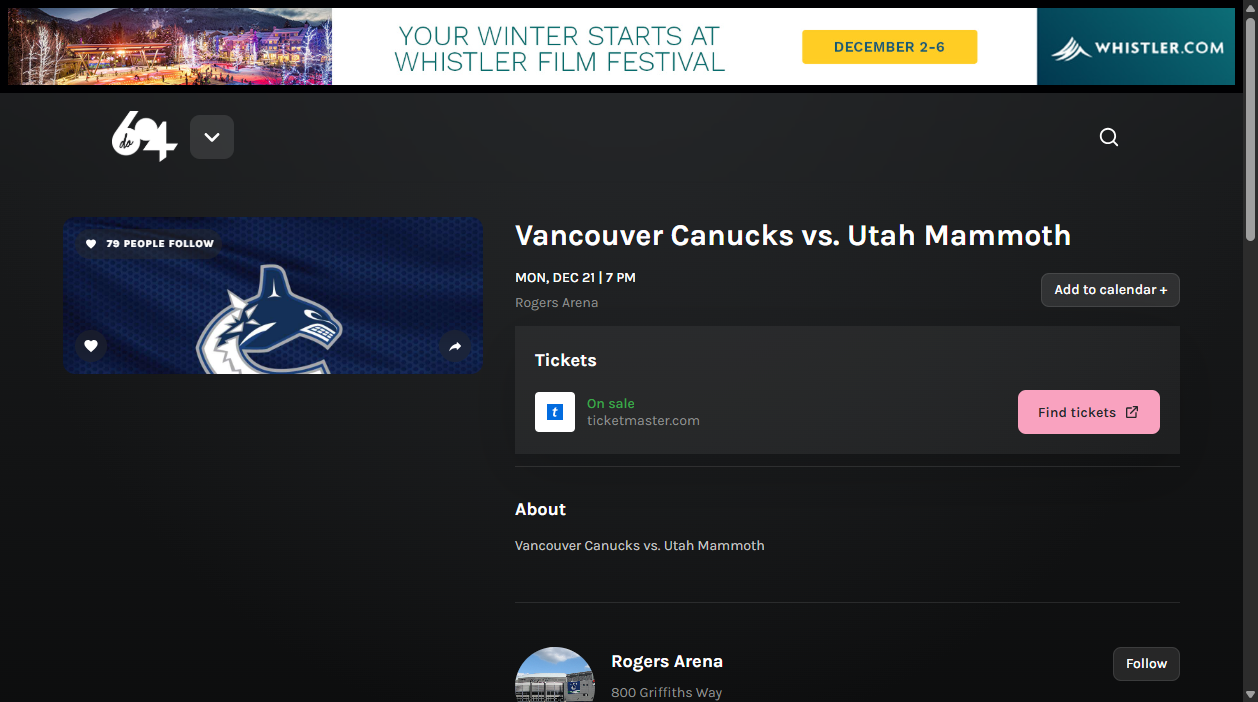 YOUR WINTER STARTS AT
WHISTLER FILM FESTIVAL
DECEMBER 2-6
WHISTLER.COM
do604
79 PEOPLE FOLLOW
Vancouver Canucks vs. Utah Mammoth
MON, DEC 21 | 7 PM
Rogers Arena
Add to calendar +
Tickets
t
On sale
ticketmaster.com
Find tickets
About
Vancouver Canucks vs. Utah Mammoth
Rogers Arena
800 Griffiths Way
Follow